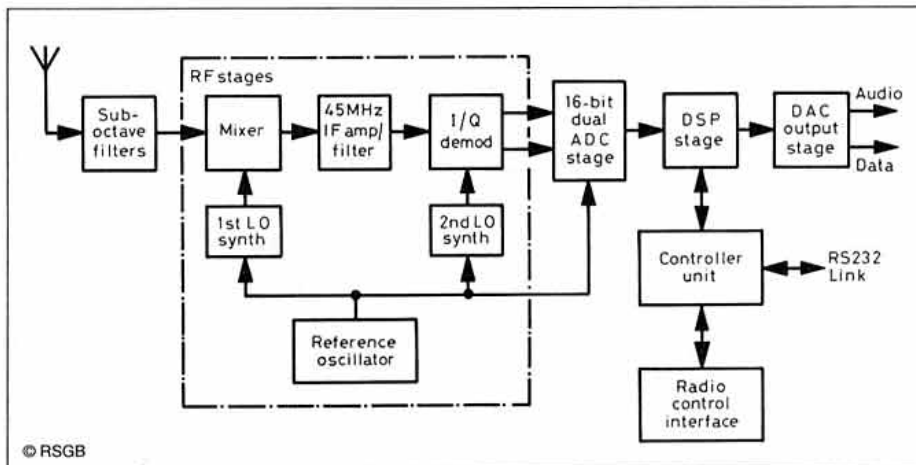 RF stages
Sub-
octave
filters
Mixer
45MHz
IF amp/
filter
I/Q
demod
16-bit
dual
ADC
stage
DSP
stage
DAC
output
stage
Audio
Data
1st LO
synth
2nd LO
synth
Controller
unit
RS232
Link
Reference
oscillator
Radio
control
interface
© RSGB